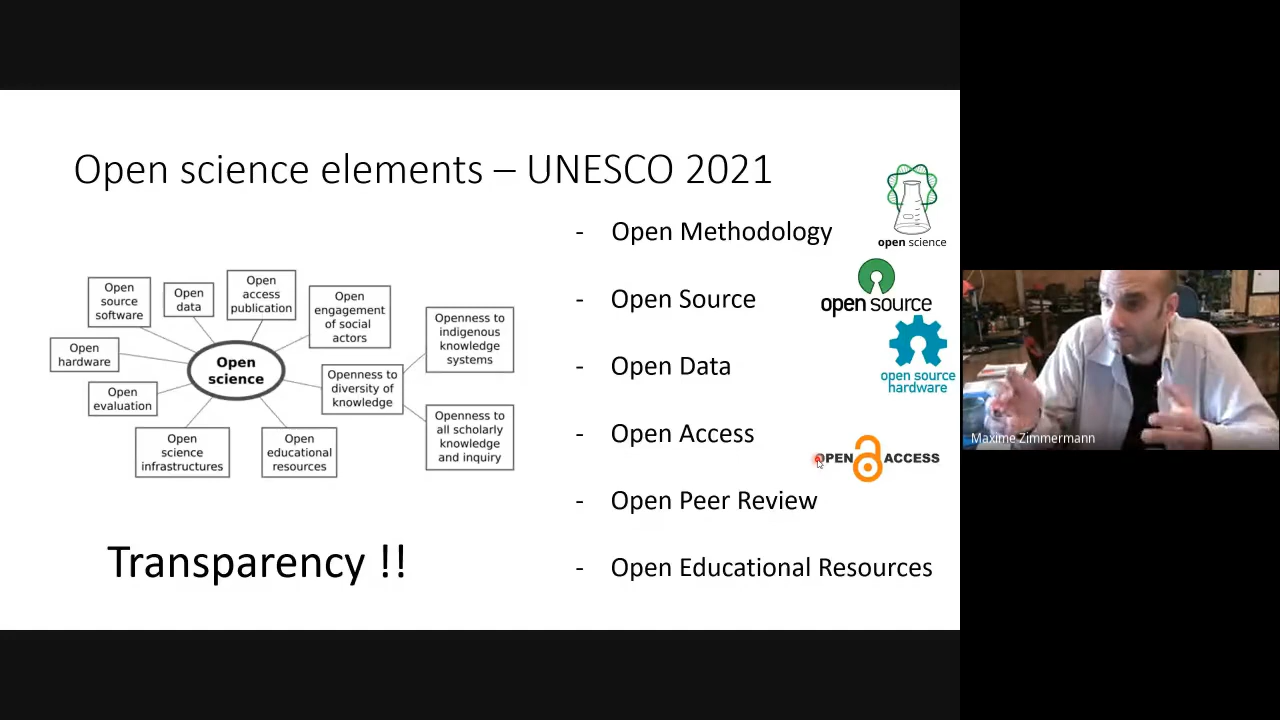 Open science elements – UNESCO 2021
Open
source
software
Open
data
Open
access
publication
Open
engagement
of social
actors
Openness to
indigenous
knowledge
systems
Open
hardware
Open
science
Openness to
diversity of
knowledge
Open
evaluation
Openness to
all scholarly
knowledge
and inquiry
Open
science
infrastructures
Open
educational
resources
Transparency !!
- Open Methodology
- Open Source
- Open Data
- Open Access
- Open Peer Review
- Open Educational Resources
open science
open source
open source
hardware
OPEN ACCESS
Maxime Zimmermann